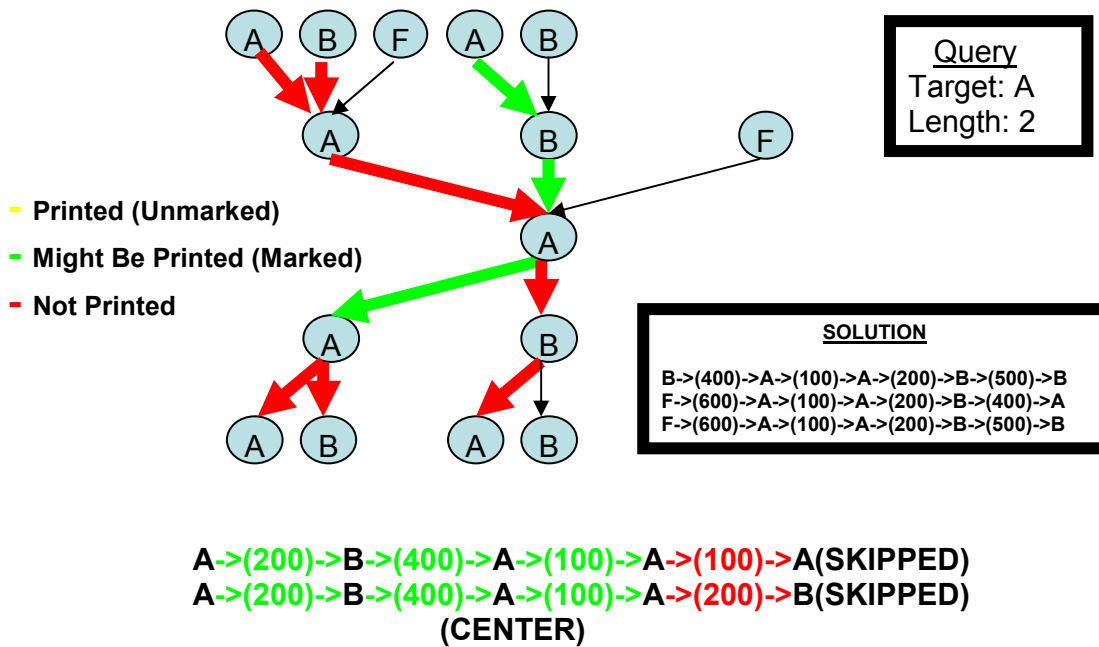 A B F A B
Query
Target: A
Length: 2
A B F
- Printed (Unmarked)
A
- Might Be Printed (Marked)
- Not Printed
A B
SOLUTION
B->(400)->A->(100)->A->(200)->B->(500)->B
F->(600)->A->(100)->A->(200)->B->(400)->A
F->(600)->A->(100)->A->(200)->B->(500)->B
A B A B
A->(200)->B->(400)->A->(100)->A->(100)->A(SKIPPED)
A->(200)->B->(400)->A->(100)->A->(200)->B(SKIPPED)
(CENTER)